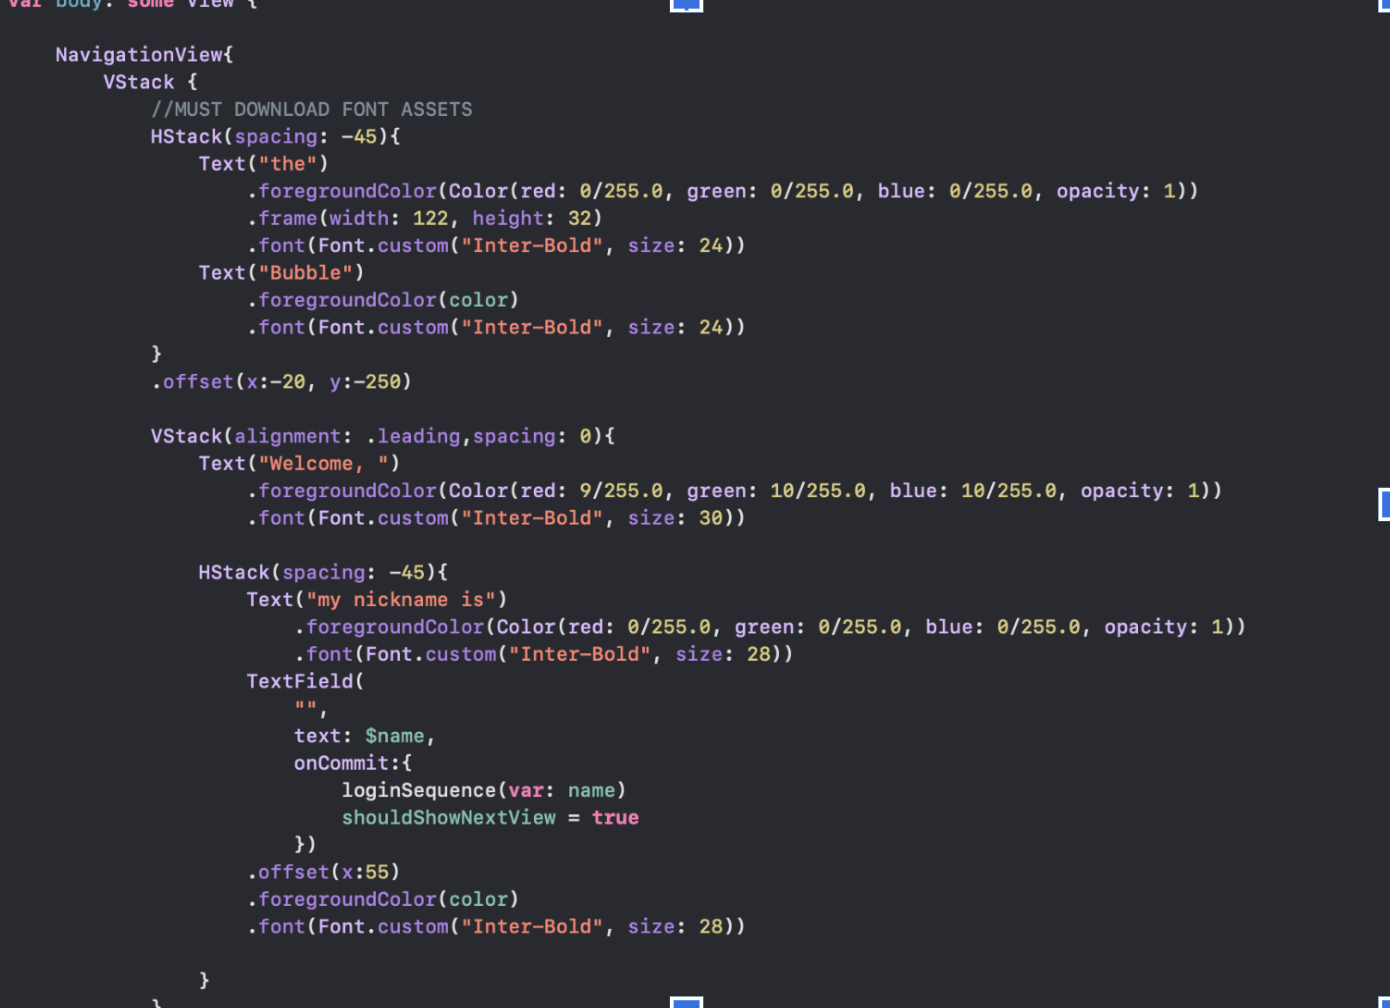 var body: some View {
NavigationView{
VStack {
//MUST DOWNLOAD FONT ASSETS
HStack(spacing: -45){
Text("the")
.foregroundColor(Color(red: 0/255.0, green: 0/255.0, blue: 0/255.0, opacity: 1))
.frame(width: 122, height: 32)
.font(Font.custom("Inter-Bold", size: 24))
Text("Bubble")
.foregroundColor(color)
.font(Font.custom("Inter-Bold", size: 24))
}
.offset(x:-20, y:-250)
VStack(alignment: .leading,spacing: 0){
Text("Welcome, ")
.foregroundColor(Color(red: 9/255.0, green: 10/255.0, blue: 10/255.0, opacity: 1))
.font(Font.custom("Inter-Bold", size: 30))
HStack(spacing: -45){
Text("my nickname is")
.foregroundColor(Color(red: 0/255.0, green: 0/255.0, blue: 0/255.0, opacity: 1))
.font(Font.custom("Inter-Bold", size: 28))
TextField(
"",
text: $name,
onCommit:{
loginSequence(var: name)
shouldShowNextView = true
})
.offset(x:55)
.foregroundColor(color)
.font(Font.custom("Inter-Bold", size: 28))
}
}